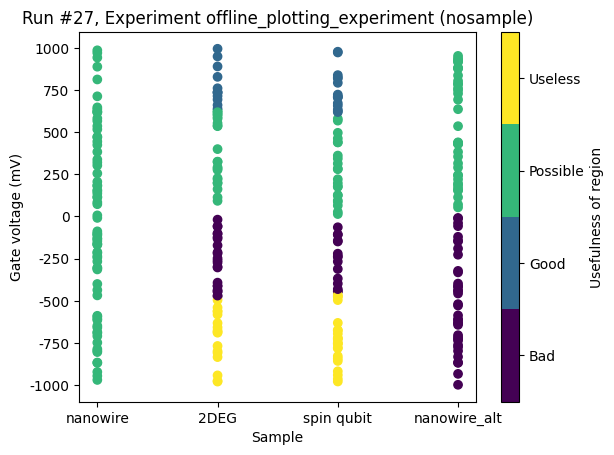 Run #27, Experiment offline_plotting_experiment (nosample)
1000
750
500
250
0
-250
-500
-750
-1000
Gate voltage (mV)
nanowire
2DEG
spin qubit
nanowire_alt
Sample
Useless
Possible
Good
Bad
Usefulness of region